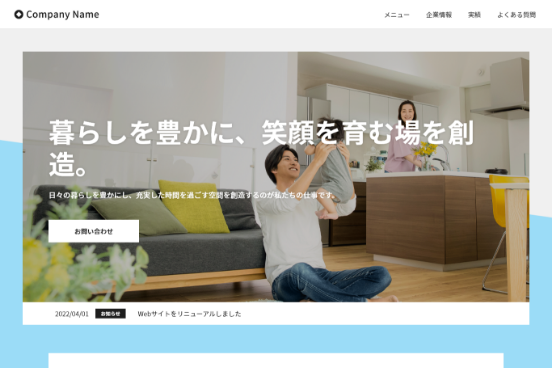 Company Name
メニュー 企業情報 実績 よくある質問
暮らしを豊かに、笑顔を育む場を創
造。
日々の暮らしを豊かにし、充実した時間を過ごす空間を創造するのが私たちの仕事です。
お問い合わせ
2022/04/01 お知らせ Webサイトをリニューアルしました